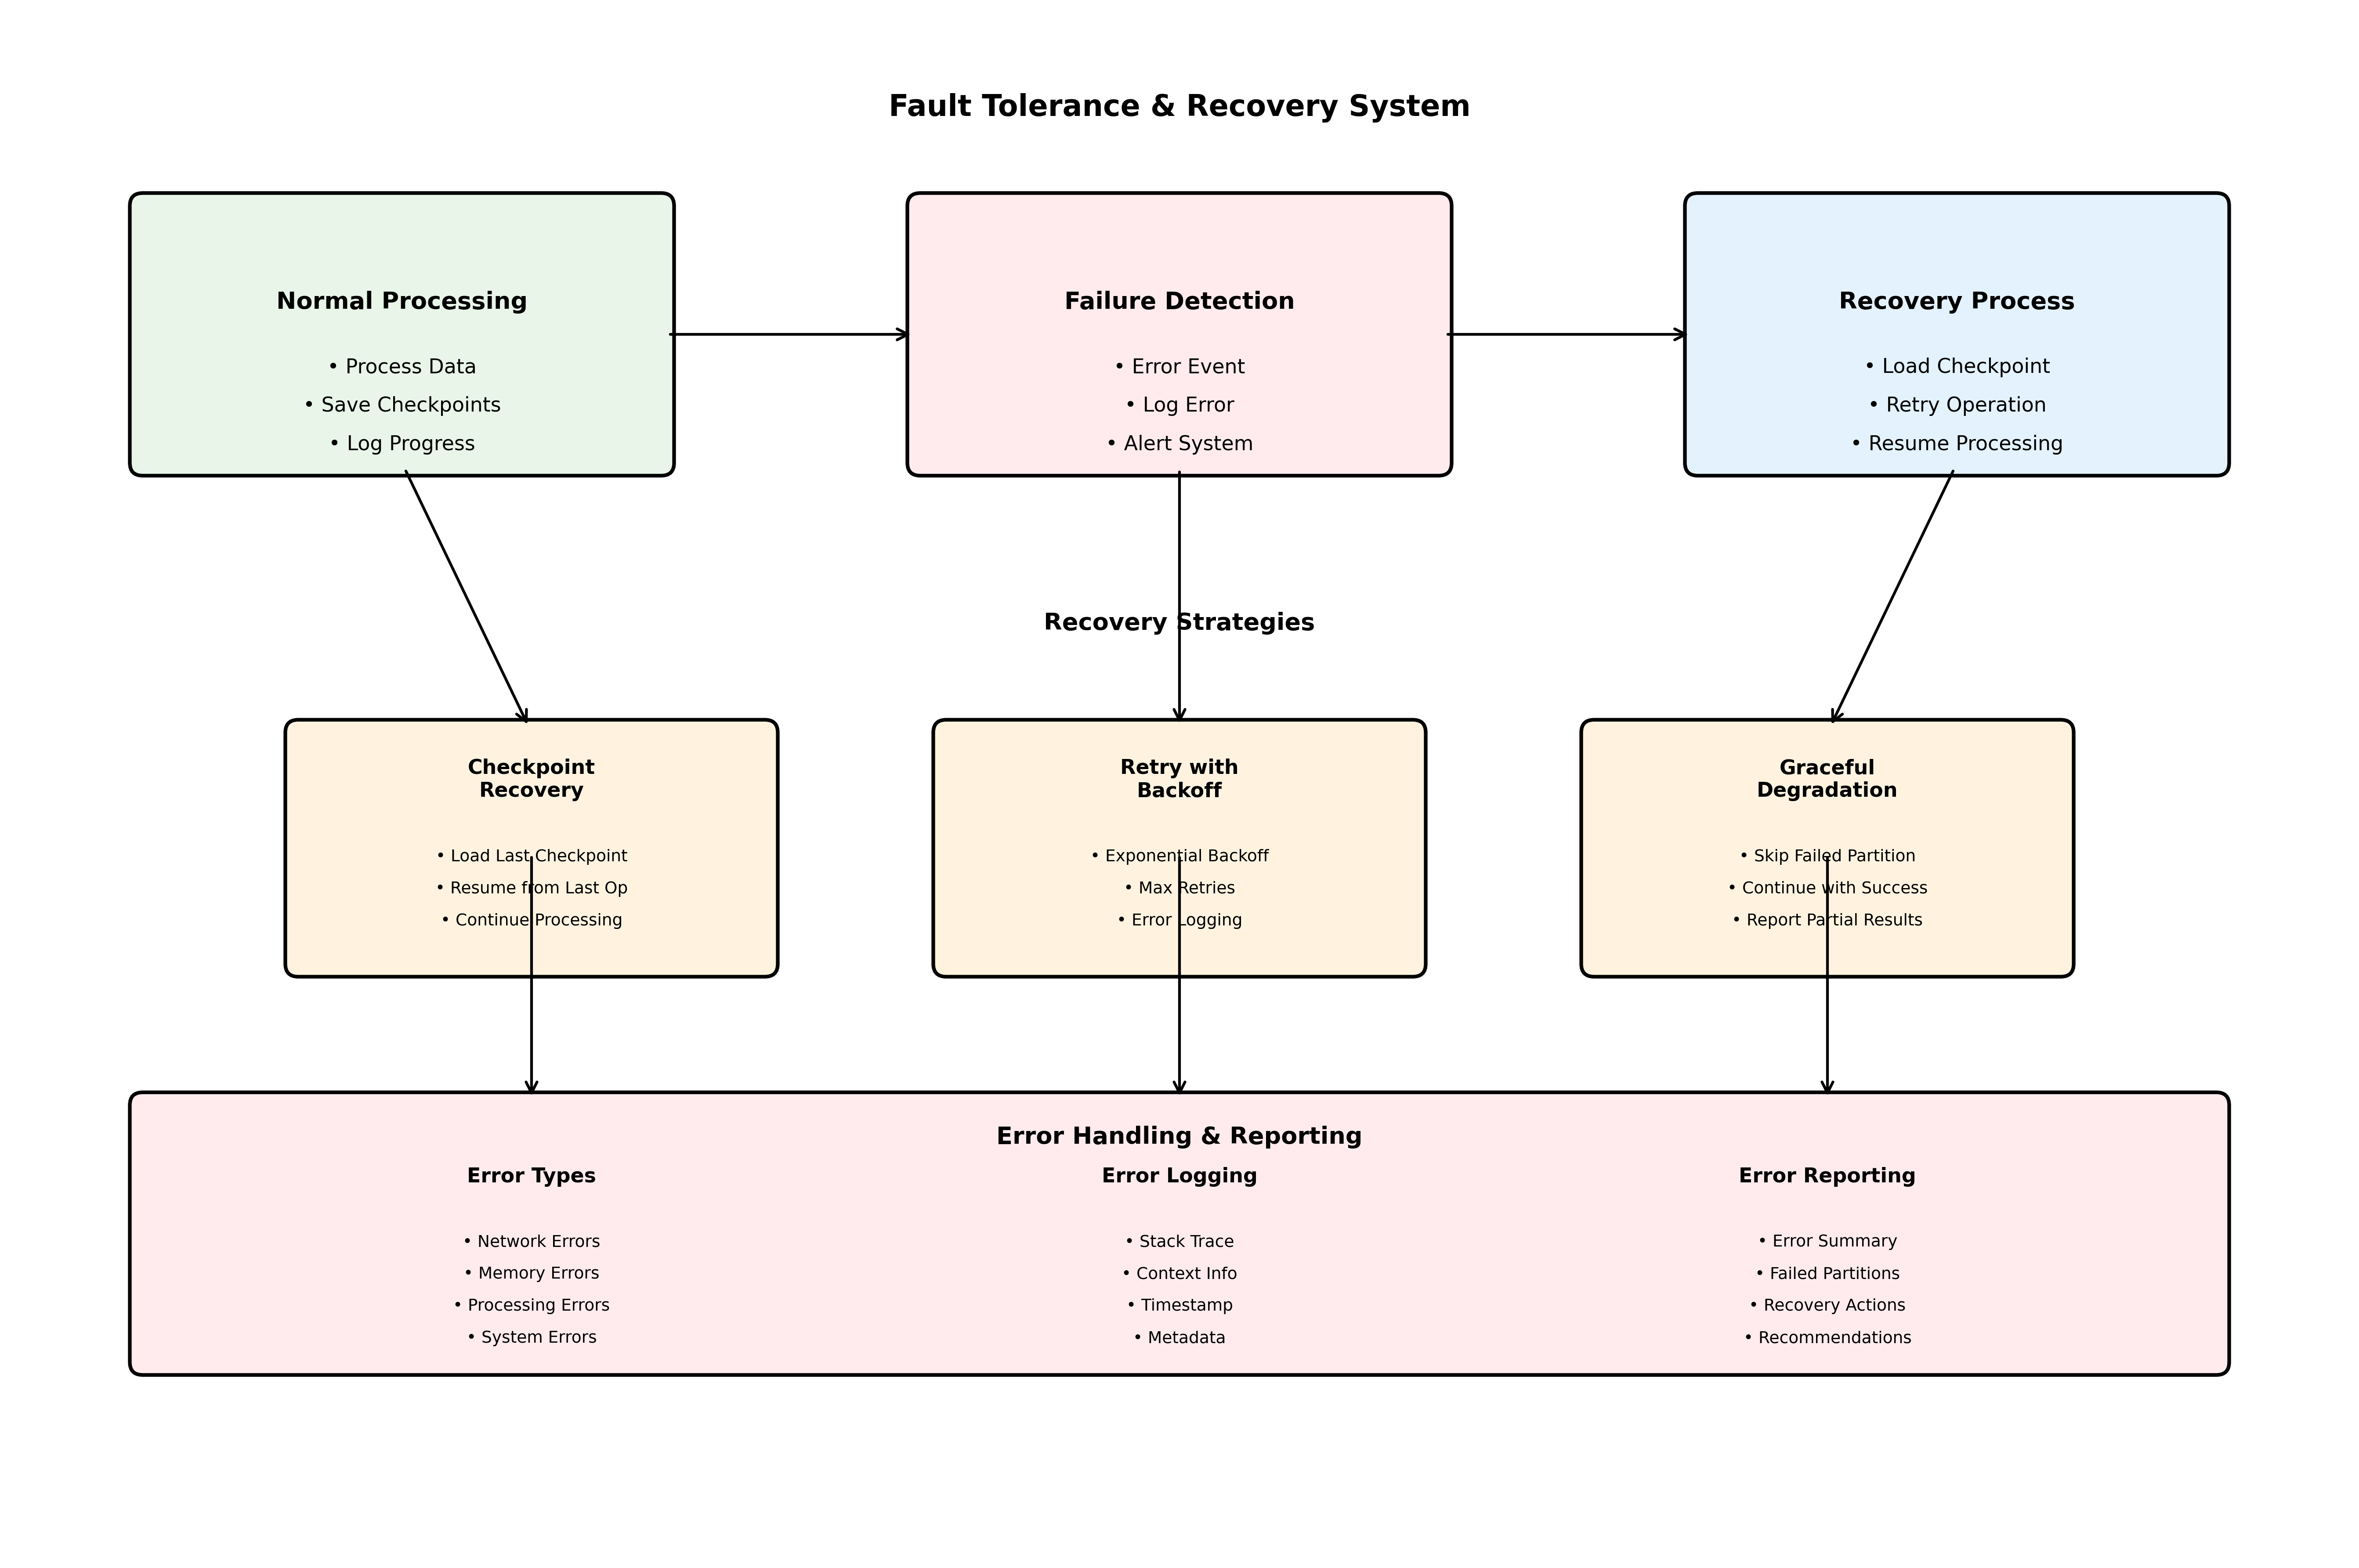 Fault Tolerance & Recovery System
Normal Processing
• Process Data
• Save Checkpoints
• Log Progress
Failure Detection
• Error Event
• Log Error
• Alert System
Recovery Process
• Load Checkpoint
• Retry Operation
• Resume Processing
Recovery Strategies
Checkpoint
Recovery
• Load Last Checkpoint
• Resume from Last Op
• Continue Processing
Retry with
Backoff
• Exponential Backoff
• Max Retries
• Error Logging
Graceful
Degradation
• Skip Failed Partition
• Continue with Success
• Report Partial Results
Error Handling & Reporting
Error Types
• Network Errors
• Memory Errors
• Processing Errors
• System Errors
Error Logging
• Stack Trace
• Context Info
• Timestamp
• Metadata
Error Reporting
• Error Summary
• Failed Partitions
• Recovery Actions
• Recommendations